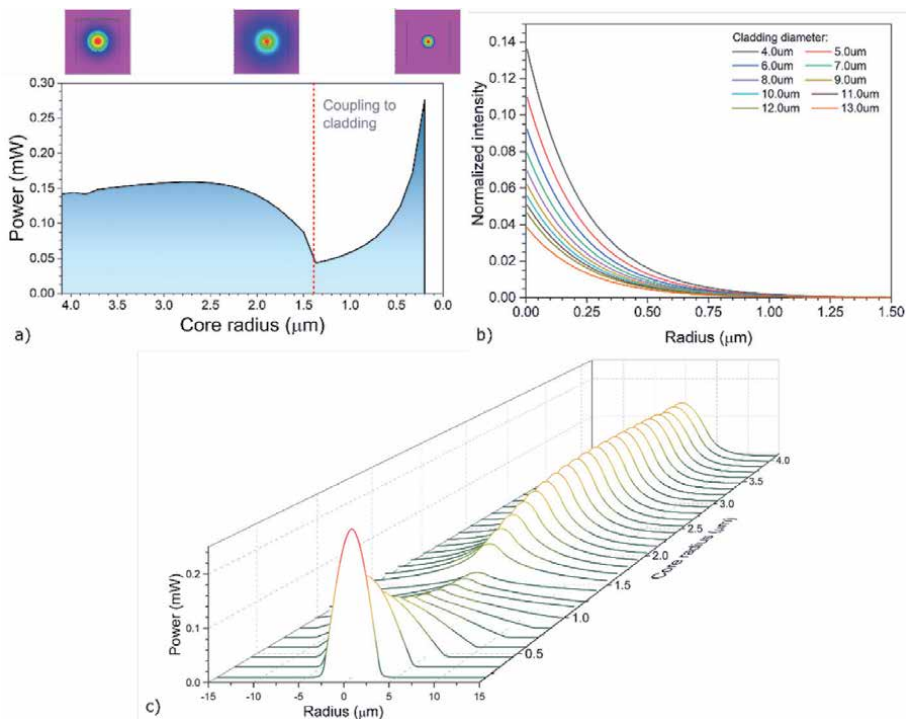 Power (mW)
0.30
0.25
0.20
0.15
0.10
0.05
0.00
Coupling to
cladding
4.0 3.5 3.0 2.5 2.0 1.5 1.0 0.5 0.0
Core radius (μm)
a)
Normalized intensity
0.14
0.12
0.10
0.08
0.06
0.04
0.02
0.00
Cladding diameter:
4.0um 5.0um
6.0um 7.0um
8.0um 9.0um
10.0um 11.0um
12.0um 13.0um
0.00 0.25 0.50 0.75 1.00 1.25 1.50
Radius (μm)
b)
Power (mW)
0.2
0.1
0.0
-15 -10 -5 0 5 10 15
Radius (μm)
0.5
1.0
1.5
2.0
2.5
3.0
3.5
4.0
Core radius (μm)
c)